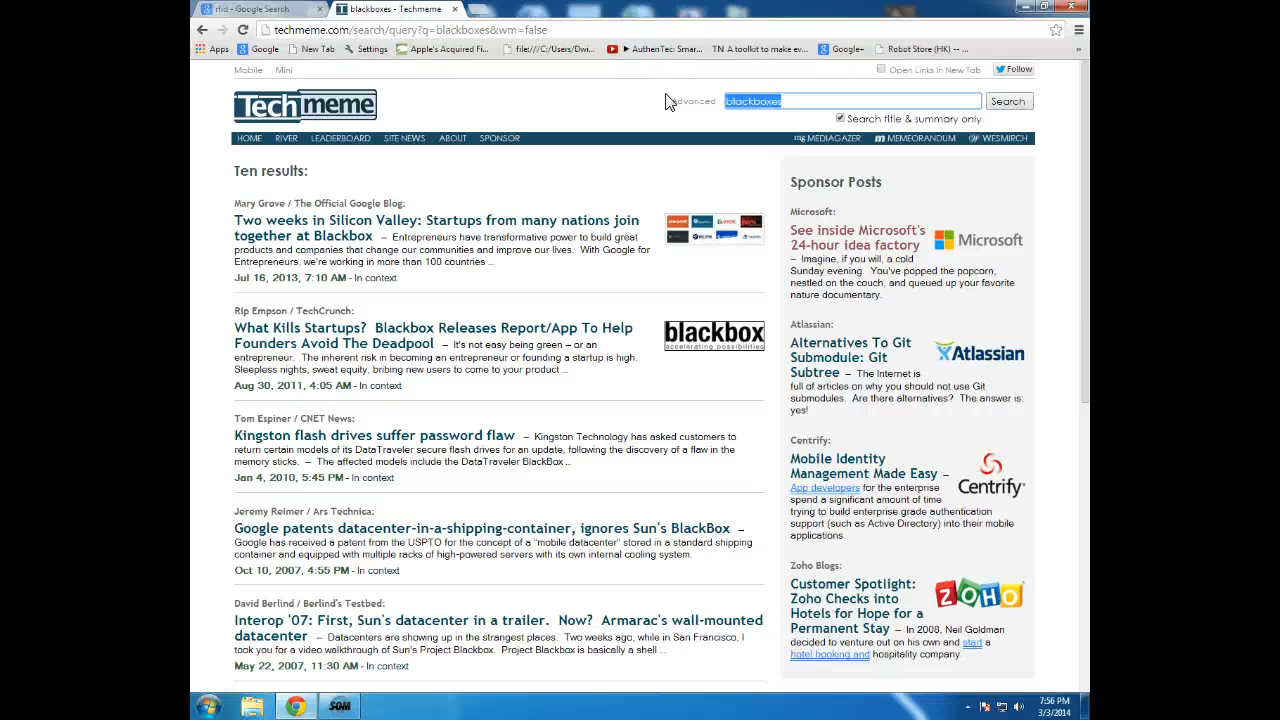 rfid - Google Search
blackboxes - Techmeme
techmeme.com/search/query?q=blackboxes&wm=false
Apps Google New Tab Settings Apple's Acquired Fi... file:///C:/Users/Dwi... ► AuthenTec: Smar... TN A toolkit to make ev... Google+ Robot Store (HK) -- ... »
Mobile Mini
Open Links In New Tab
Follow
Techmeme
Advanced
blackboxes
Search
Search title & summary only
HOME RIVER LEADERBOARD SITE NEWS ABOUT SPONSOR
mg MEDIAGAZER m MEMEORANDUM W WESMIRCH
Ten results:
Mary Grove / The Official Google Blog:
Two weeks in Silicon Valley: Startups from many nations join
together at Blackbox – Entrepreneurs have transformative power to build great
products and companies that change our communities and improve our lives. With Google for
Entrepreneurs, we're working in more than 100 countries ...
Jul 16, 2013, 7:10 AM - In context
Rip Empson / TechCrunch:
What Kills Startups? Blackbox Releases Report/App To Help
Founders Avoid The Deadpool – It's not easy being green – or an
entrepreneur. The inherent risk in becoming an entrepreneur or founding a startup is high.
Sleepless nights, sweat equity, bribing new users to come to your product ...
Aug 30, 2011, 4:05 AM - In context
blackbox
accelerating possibilities
Tom Espiner / CNET News:
Kingston flash drives suffer password flaw – Kingston Technology has asked customers to
return certain models of its DataTraveler secure flash drives for an update, following the discovery of a flaw in the
memory sticks. – The affected models include the DataTraveler BlackBox ...
Jan 4, 2010, 5:45 PM - In context
Jeremy Reimer / Ars Technica:
Google patents datacenter-in-a-shipping-container, ignores Sun's BlackBox –
Google has received a patent from the USPTO for the concept of a “mobile datacenter” stored in a standard shipping
container and equipped with multiple racks of high-powered servers with its own internal cooling system.
Oct 10, 2007, 4:55 PM - In context
David Berlind / Berlind's Testbed:
Interop '07: First, Sun's datacenter in a trailer. Now? Armarac's wall-mounted
datacenter – Datacenters are showing up in the strangest places. Two weeks ago, while in San Francisco, I
took you for a video walkthrough of Sun's Project Blackbox. Project Blackbox is basically a shell ...
May 22, 2007, 11:30 AM - In context
Sponsor Posts
Microsoft:
See inside Microsoft's
24-hour idea factory
– Imagine, if you will, a cold
Sunday evening. You've popped the popcorn,
nestled on the couch, and queued up your favorite
nature documentary.
Microsoft
Atlassian:
Alternatives To Git
Submodule: Git
Subtree – The Internet is
full of articles on why you should not use Git
submodules. Are there alternatives? The answer is:
yes!
Atlassian
Centrify:
Mobile Identity
Management Made Easy –
App developers for the enterprise
spend a significant amount of time
trying to build enterprise grade authentication
support (such as Active Directory) into their mobile
applications.
Centrify
Zoho Blogs:
Customer Spotlight:
Zoho Checks into
Hotels for Hope for a
Permanent Stay – In 2008, Neil Goldman
decided to venture out on his own and start a
hotel booking and hospitality company.
ZOHO
SOM
7:56 PM
3/3/2014